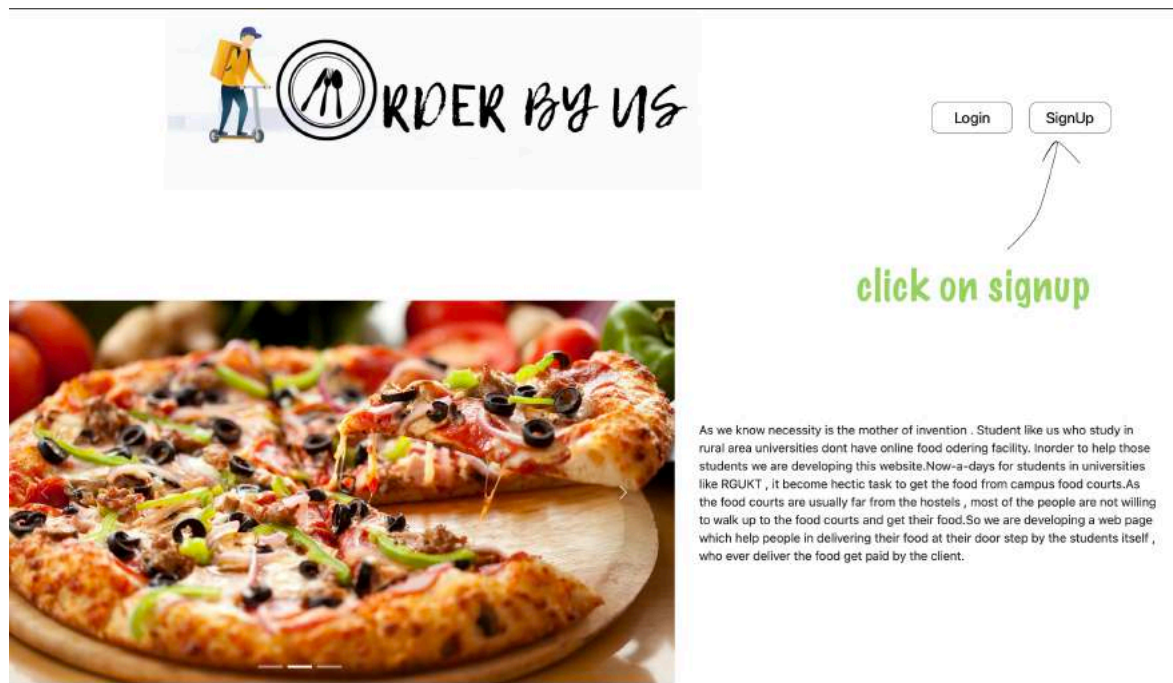 ORDER BY US
Login
SignUp
click on signup
As we know necessity is the mother of invention . Student like us who study in
rural area universities dont have online food odering facility. Inorder to help those
students we are developing this website.Now-a-days for students in universities
like RGUKT , it become hectic task to get the food from campus food courts.As
the food courts are usually far from the hostels , most of the people are not willing
to walk up to the food courts and get their food.So we are developing a web page
which help people in delivering their food at their door step by the students itself ,
who ever deliver the food get paid by the client.